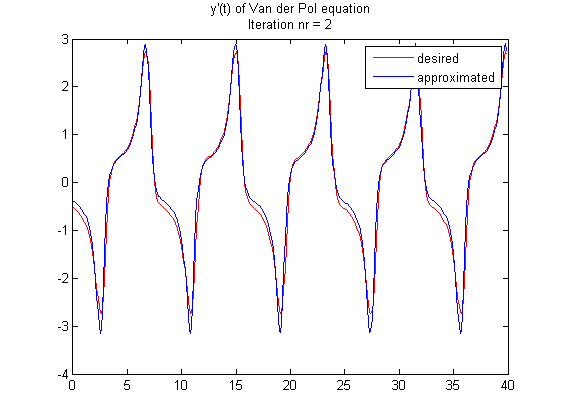 y'(t) of Van der Pol equation
Iteration nr = 2
desired
approximated
3
2
1
0
-1
-2
-3
-4
0 5 10 15 20 25 30 35 40